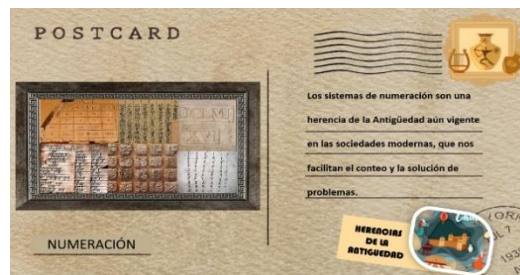 POSTCARD
NUMERACIÓN
Los sistemas de numeración son una
herencia de la Antigüedad aún vigente
en las sociedades modernas, que nos
facilitan el conteo y la solución de
problemas.
HERENCIAS
DE LA
ANTIGUEDAD